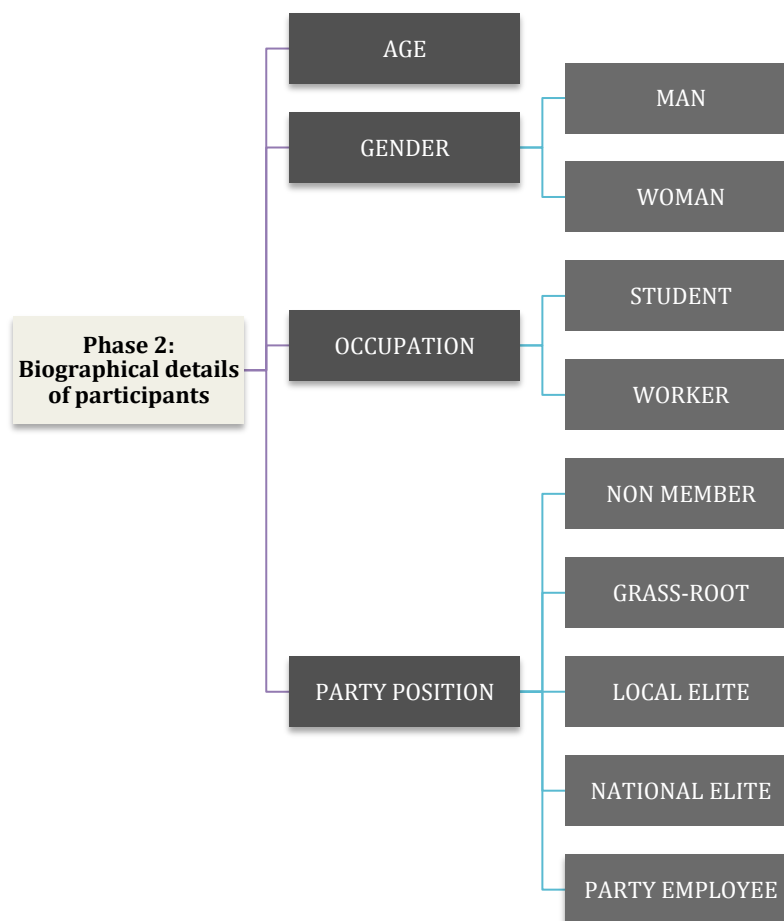 Phase 2:
Biographical details
of participants
AGE
GENDER
MAN
WOMAN
OCCUPATION
STUDENT
WORKER
PARTY POSITION
NON MEMBER
GRASS-ROOT
LOCAL ELITE
NATIONAL ELITE
PARTY EMPLOYEE